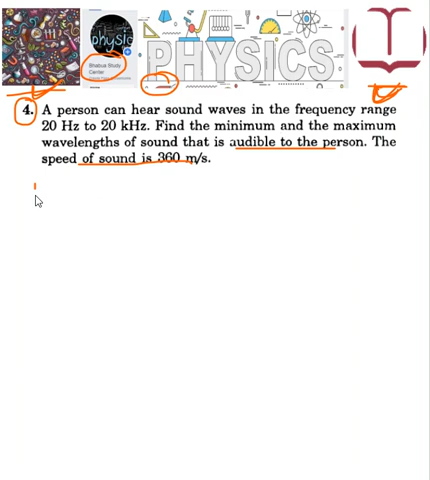 physic
Bhabua Study
Center
PHYSICS
4. A person can hear sound waves in the frequency range
20 Hz to 20 kHz. Find the minimum and the maximum
wavelengths of sound that is audible to the person. The
speed of sound is 360 m/s.